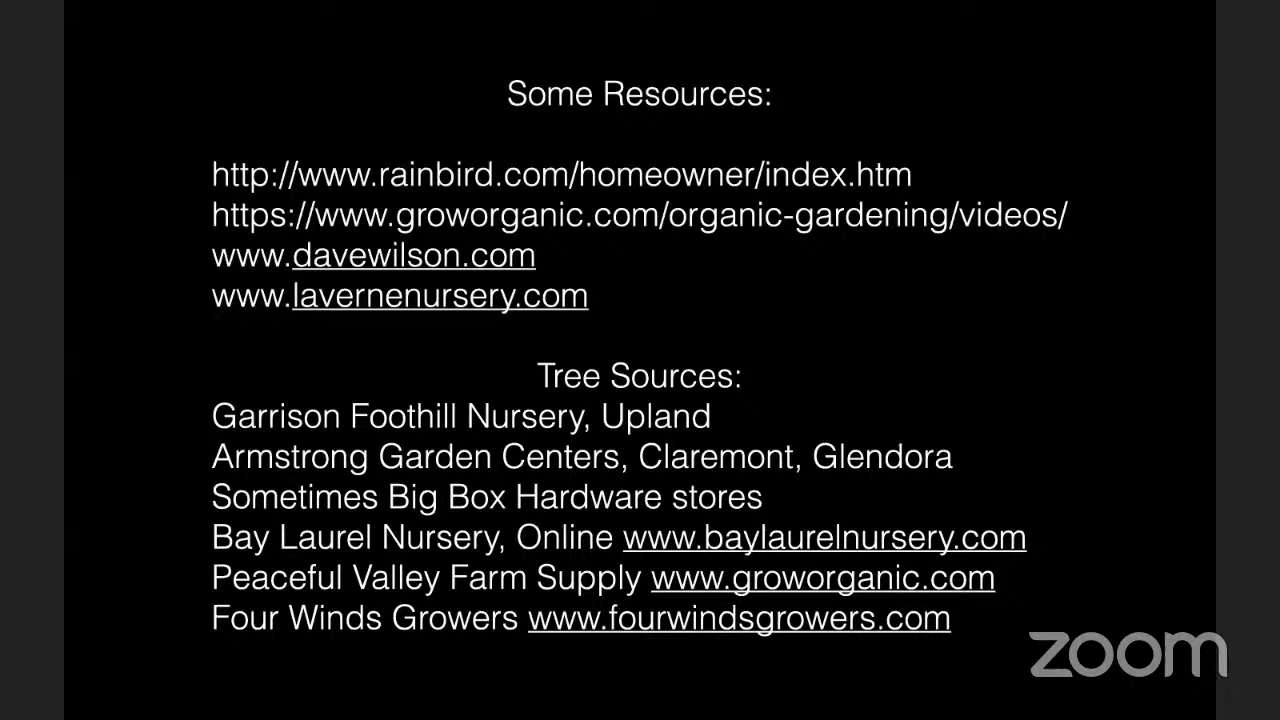 Some Resources:
http://www.rainbird.com/homeowner/index.htm
https://www.groworganic.com/organic-gardening/videos/
www.davewilson.com
www.lavernenursery.com
Tree Sources:
Garrison Foothill Nursery, Upland
Armstrong Garden Centers, Claremont, Glendora
Sometimes Big Box Hardware stores
Bay Laurel Nursery, Online www.baylaurelnursery.com
Peaceful Valley Farm Supply www.groworganic.com
Four Winds Growers www.fourwindsgrowers.com
zoom